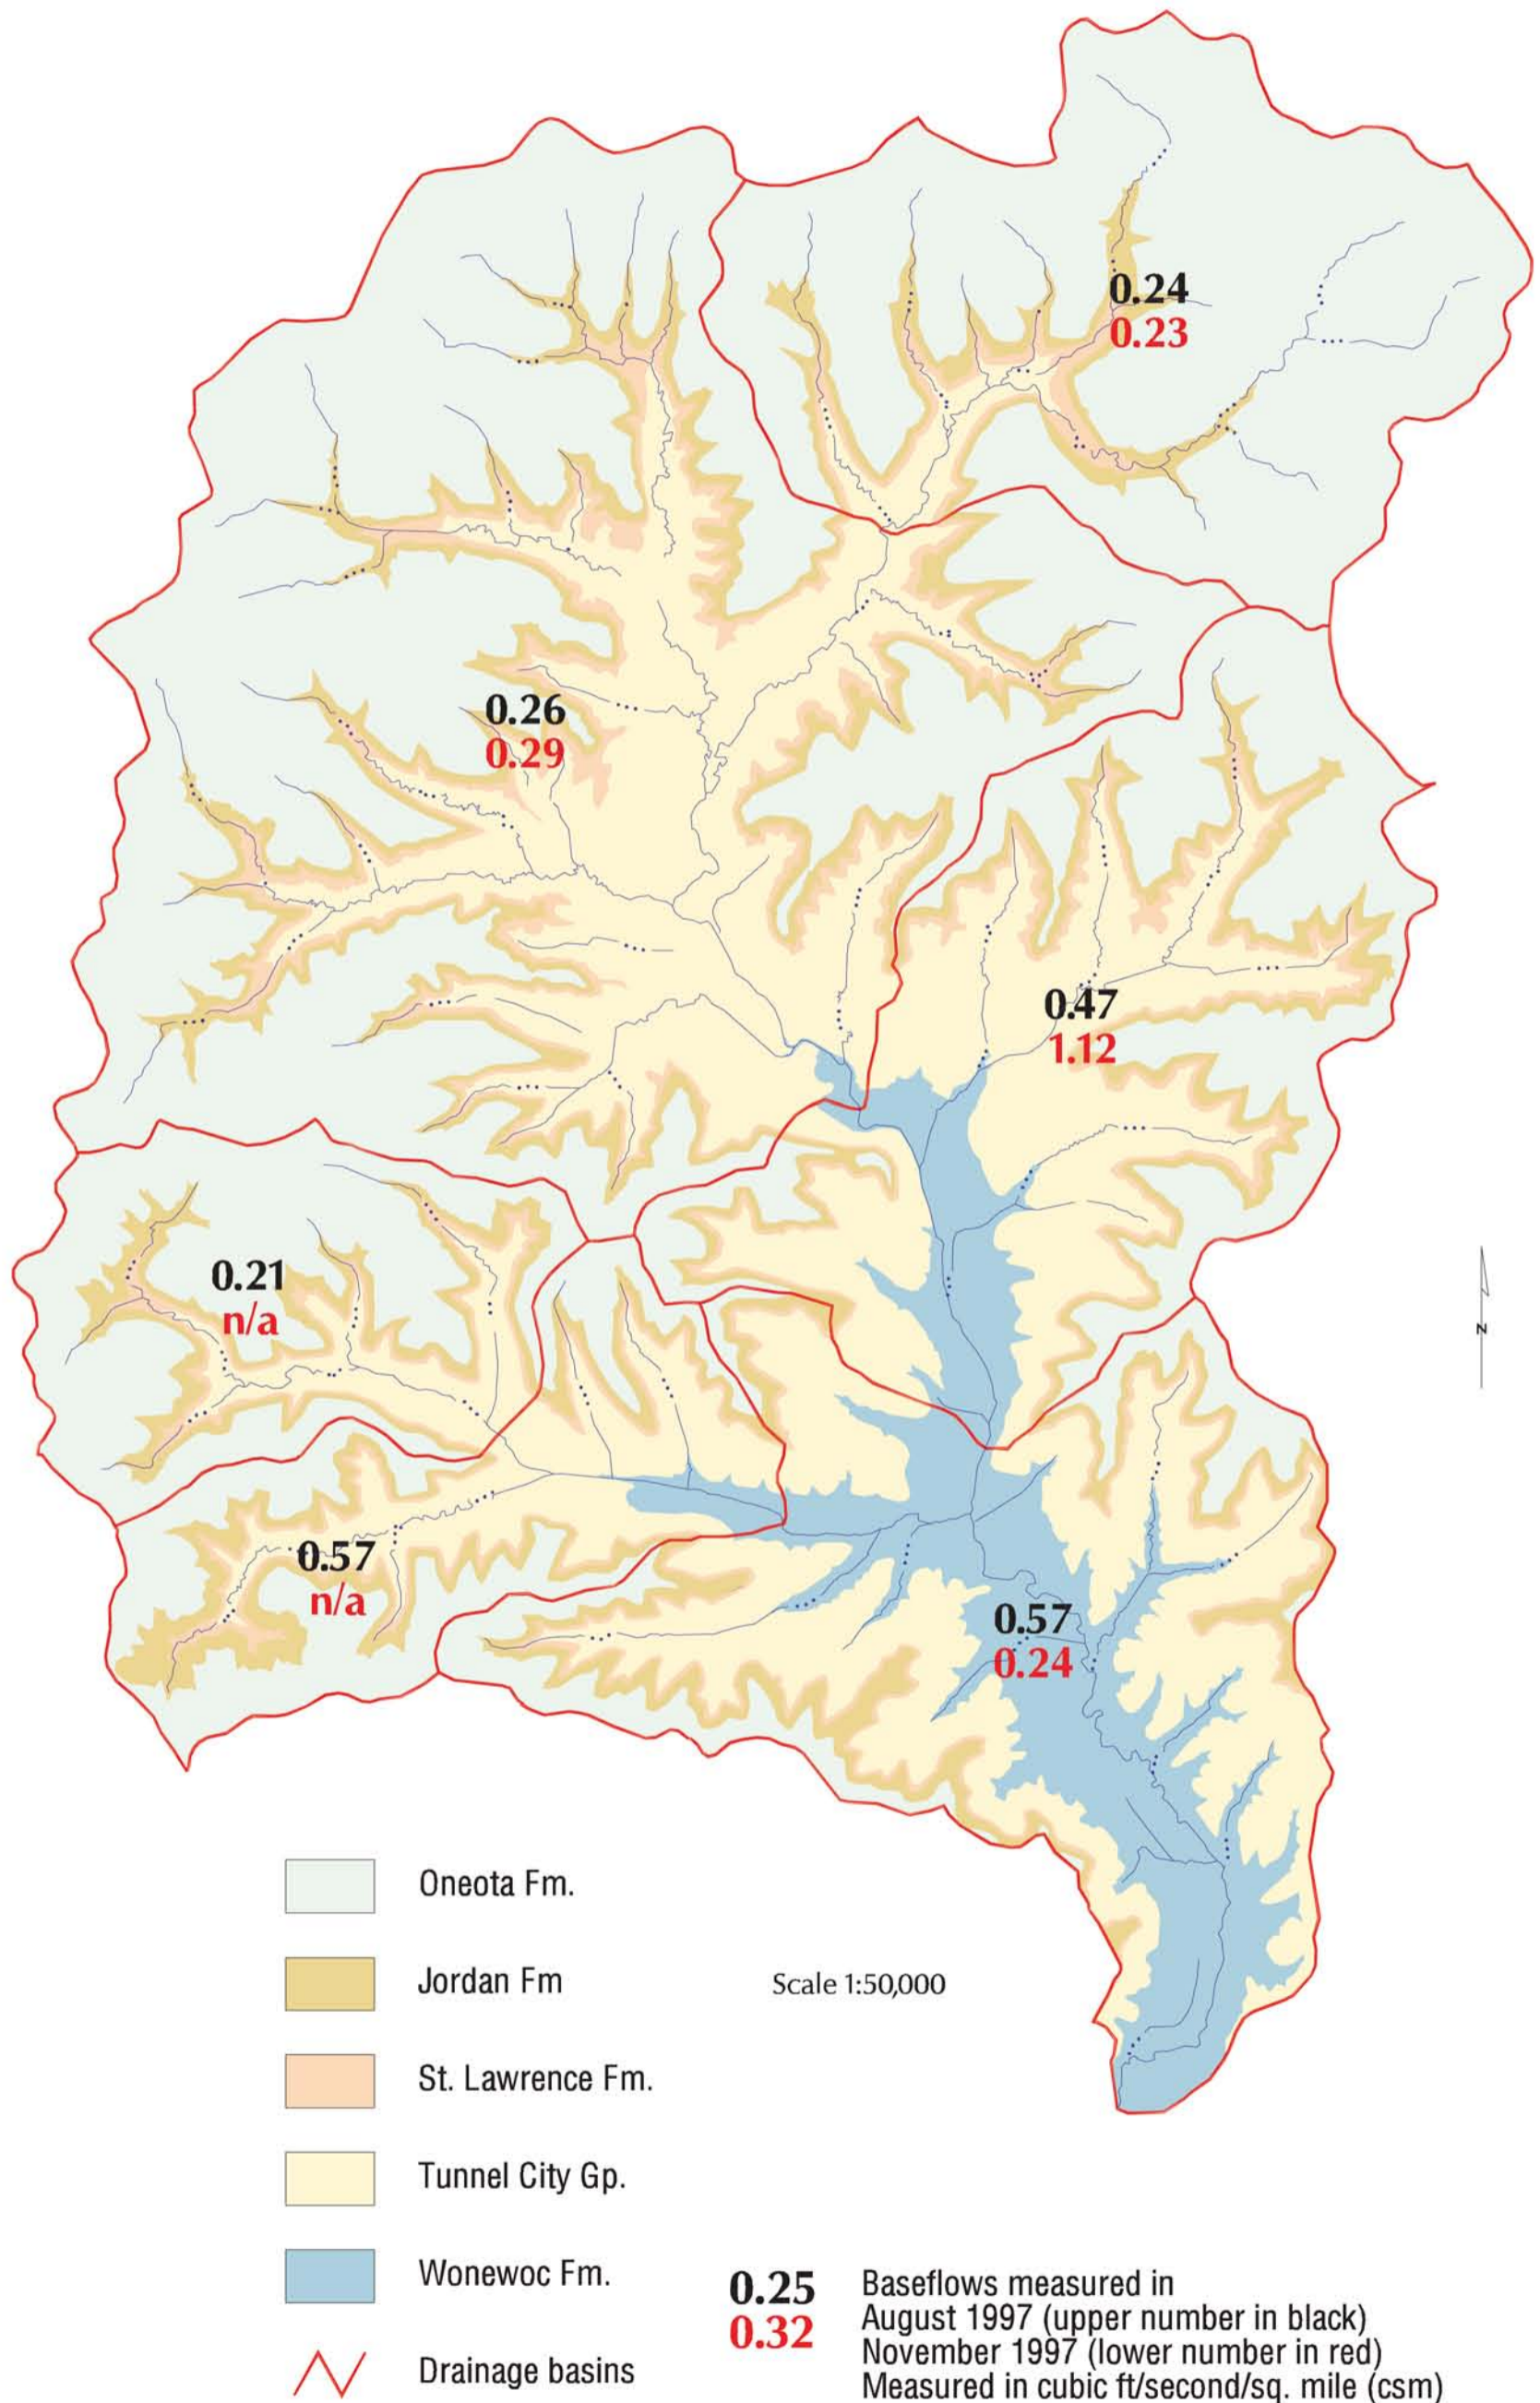 0.24
0.23
0.26
0.29
0.47
1.12
0.21
n/a
0.57
n/a
0.57
0.24
N
Oneota Fm.
Jordan Fm
Scale 1:50,000
St. Lawrence Fm.
Tunnel City Gp.
Wonewoc Fm.
Drainage basins
0.25
0.32
Baseflows measured in
August 1997 (upper number in black)
November 1997 (lower number in red)
Measured in cubic ft/second/sq. mile (csm)